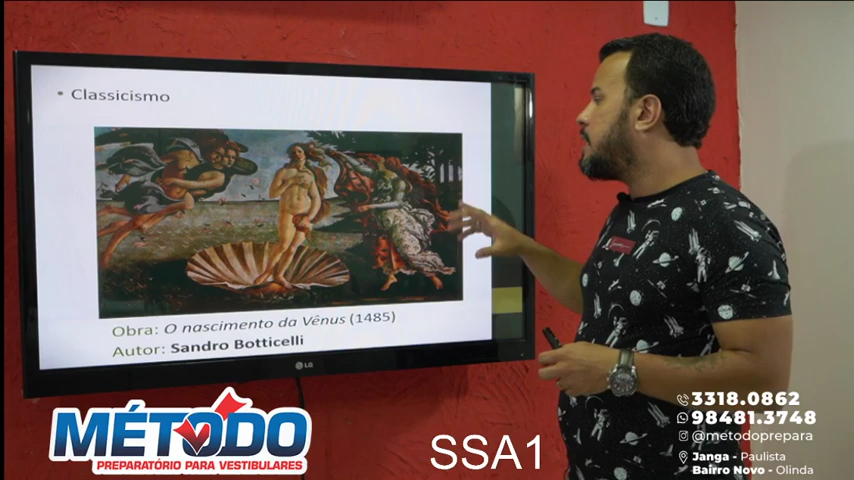 • Classicismo
Obra: O nascimento da Vênus (1485)
Autor: Sandro Botticelli
LG
MÉTODO
PREPARATÓRIO PARA VESTIBULARES
SSA1
3318.0862
98481.3748
@metodoprepara
Janga - Paulista
Bairro Novo - Olinda